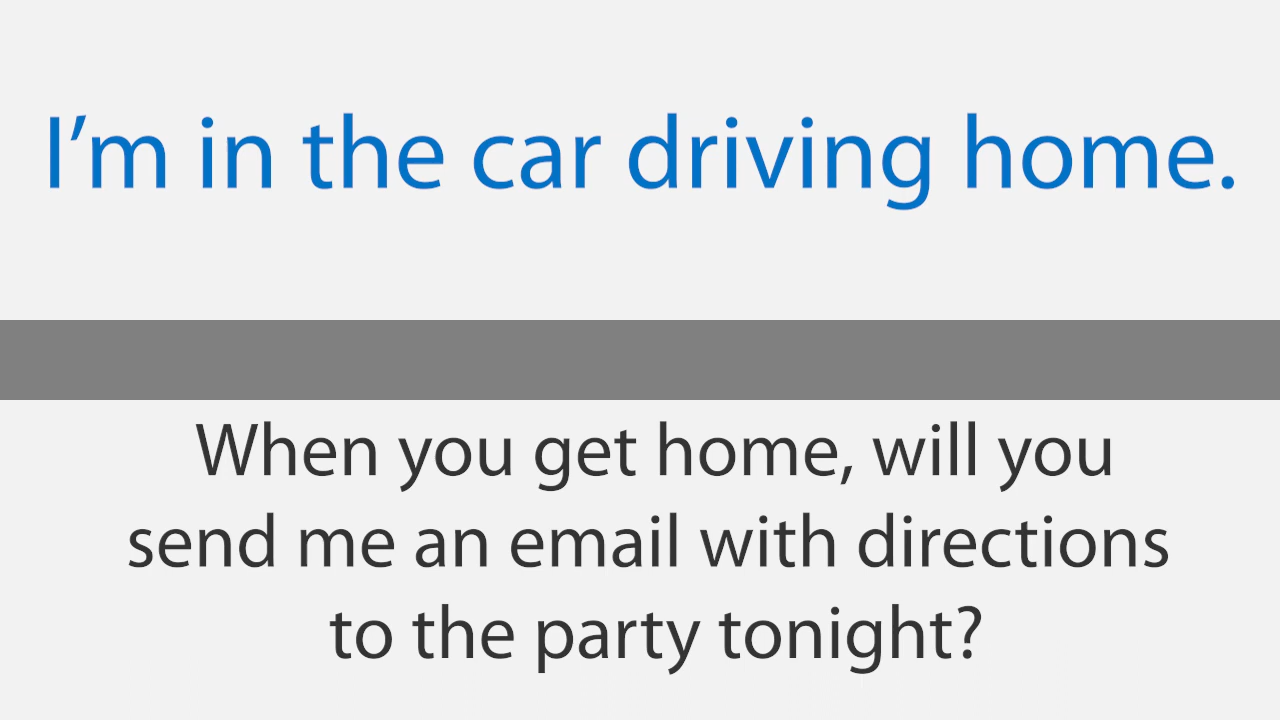 I’m in the car driving home.
When you get home, will you
send me an email with directions
to the party tonight?